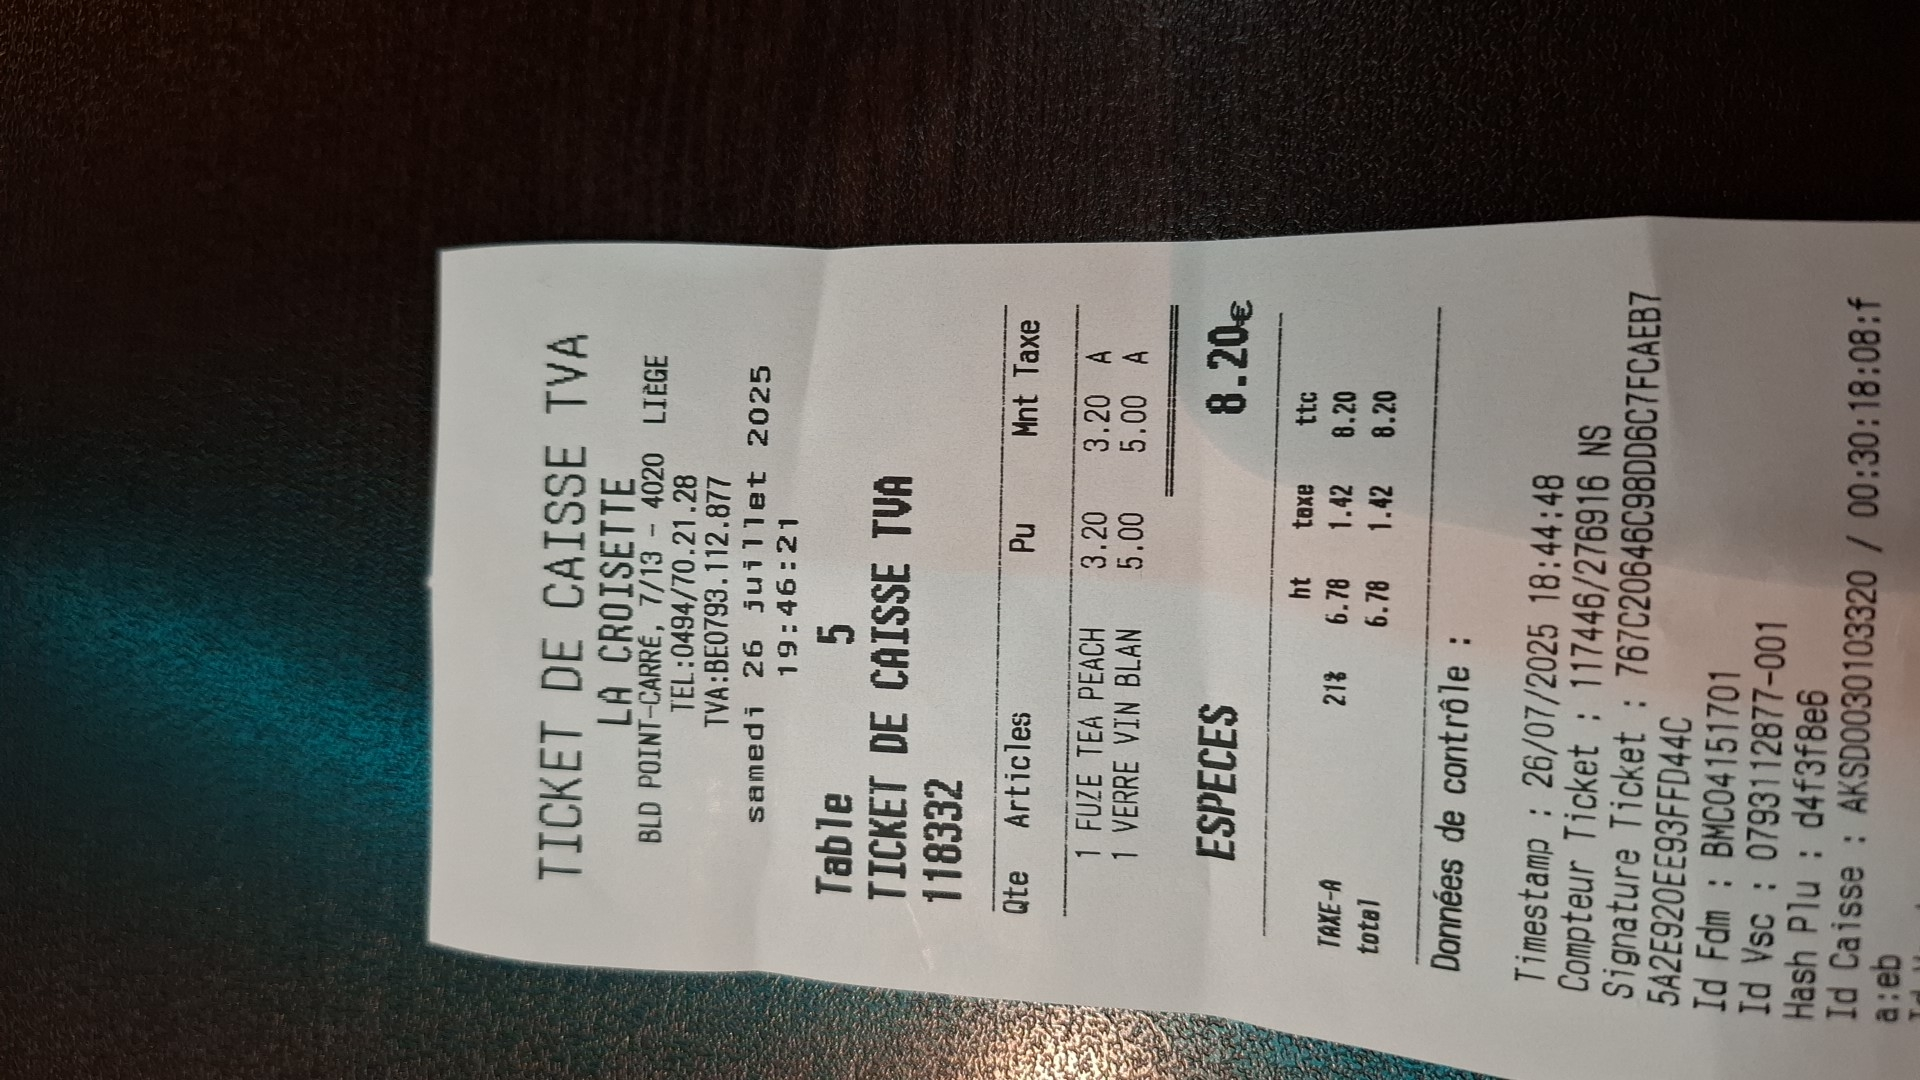 TICKET DE CAISSE TVA
LA CROISETTE
BLD POINT-CARRÉ, 7/13 - 4020 LIÈGE
TEL:0494/70.21.28
TVA:BE0793.112.877
samedi 26 juillet 2025
19:46:21
Table 5
TICKET DE CAISSE TVA
118332
Qte Articles Pu Mnt Taxe
1 FUZE TEA PEACH 3.20 3.20 A
1 VERRE VIN BLAN 5.00 5.00 A
ESPECES 8.20€
ht taxe ttc
TAXE-A 21% 6.78 1.42 8.20
total 6.78 1.42 8.20
Données de contrôle :
Timestamp : 26/07/2025 18:44:48
Compteur Ticket : 117446/276916 NS
Signature Ticket : 767C20646C98DD6C7FCAEB7
5A2E920EE93FFD44C
Id Fdm : BMC04151701
Id Vsc : 0793112877-001
Hash Plu : d4f3f8e6
Id Caisse : AKSD00301103320 / 00:30:18:08:f
a:eb